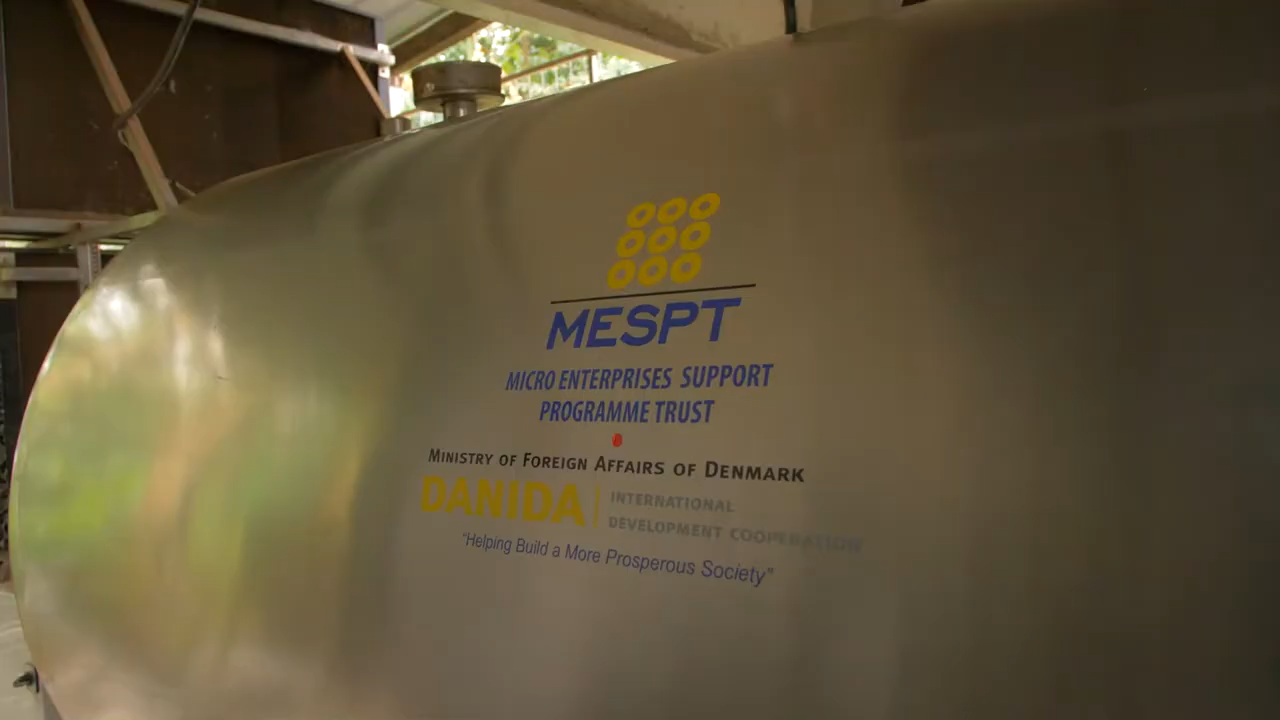 MESPT
MICRO ENTERPRISES SUPPORT
PROGRAMME TRUST
MINISTRY OF FOREIGN AFFAIRS OF DENMARK
DANIDA | INTERNATIONAL
DEVELOPMENT COOPERATION
"Helping Build a More Prosperous Society"